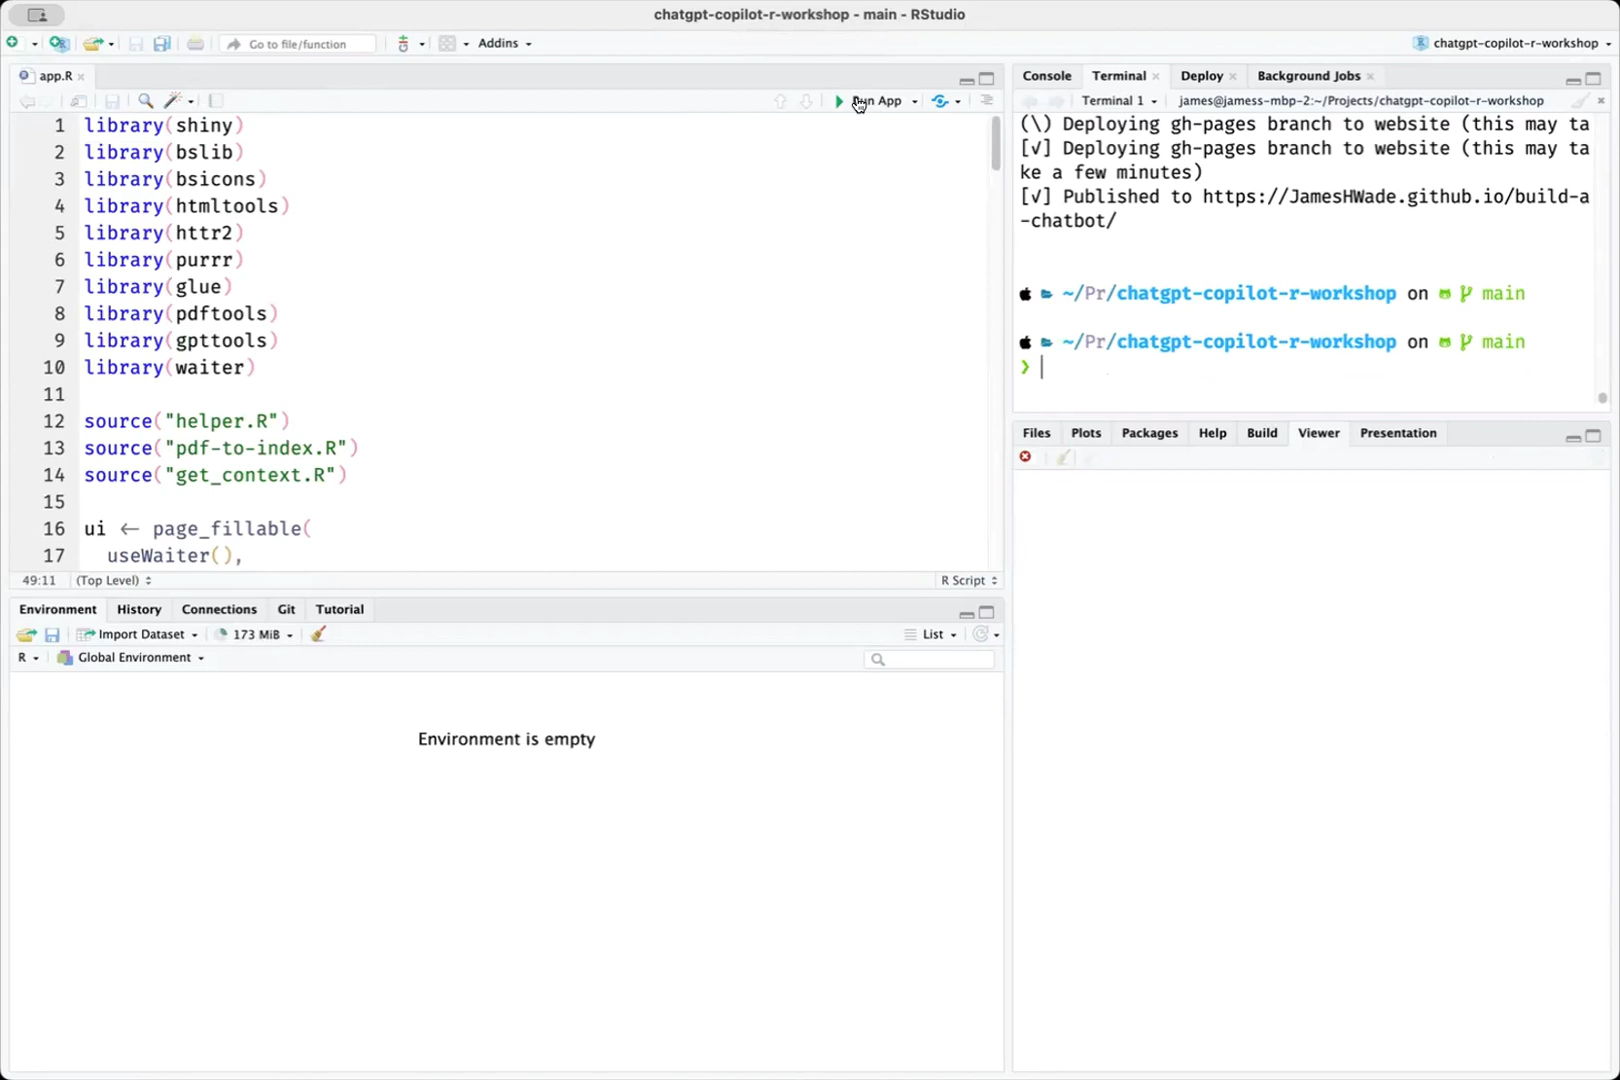 chatgpt-copilot-r-workshop - main - RStudio
Go to file/function
Addins
chatgpt-copilot-r-workshop
app.R
Run App
1 library(shiny)
2 library(bslib)
3 library(bsicons)
4 library(htmltools)
5 library(httr2)
6 library(purrr)
7 library(glue)
8 library(pdftools)
9 library(gpttools)
10 library(waiter)
11
12 source("helper.R")
13 source("pdf-to-index.R")
14 source("get_context.R")
15
16 ui <- page_fillable(
17 useWaiter(),
49:11 (Top Level) R Script
Environment History Connections Git Tutorial
Import Dataset 173 MiB List
R Global Environment
Environment is empty
Console Terminal Deploy Background Jobs
Terminal 1 james@jamess-mbp-2:~/Projects/chatgpt-copilot-r-workshop
(\) Deploying gh-pages branch to website (this may ta
[√] Deploying gh-pages branch to website (this may ta
ke a few minutes)
[√] Published to https://JamesHWade.github.io/build-a
-chatbot/
~/Pr/chatgpt-copilot-r-workshop on main
~/Pr/chatgpt-copilot-r-workshop on main
❯
Files Plots Packages Help Build Viewer Presentation